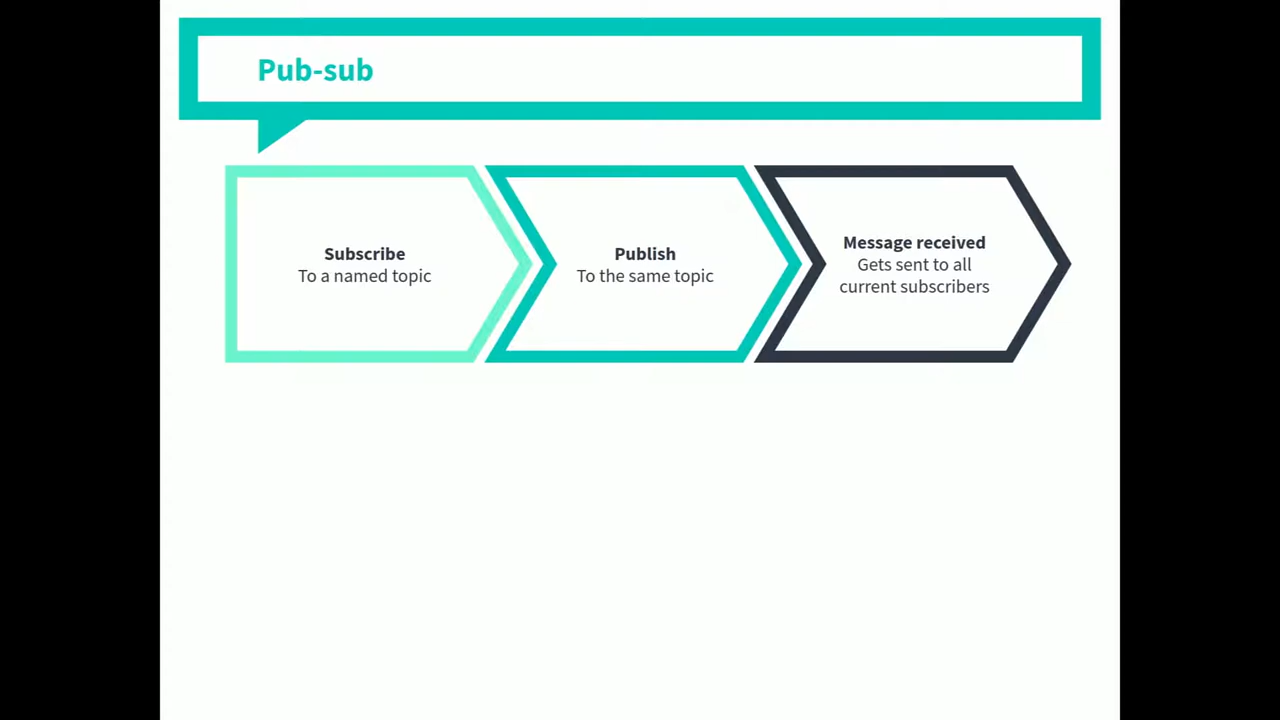 Pub-sub
Subscribe
To a named topic
Publish
To the same topic
Message received
Gets sent to all
current subscribers